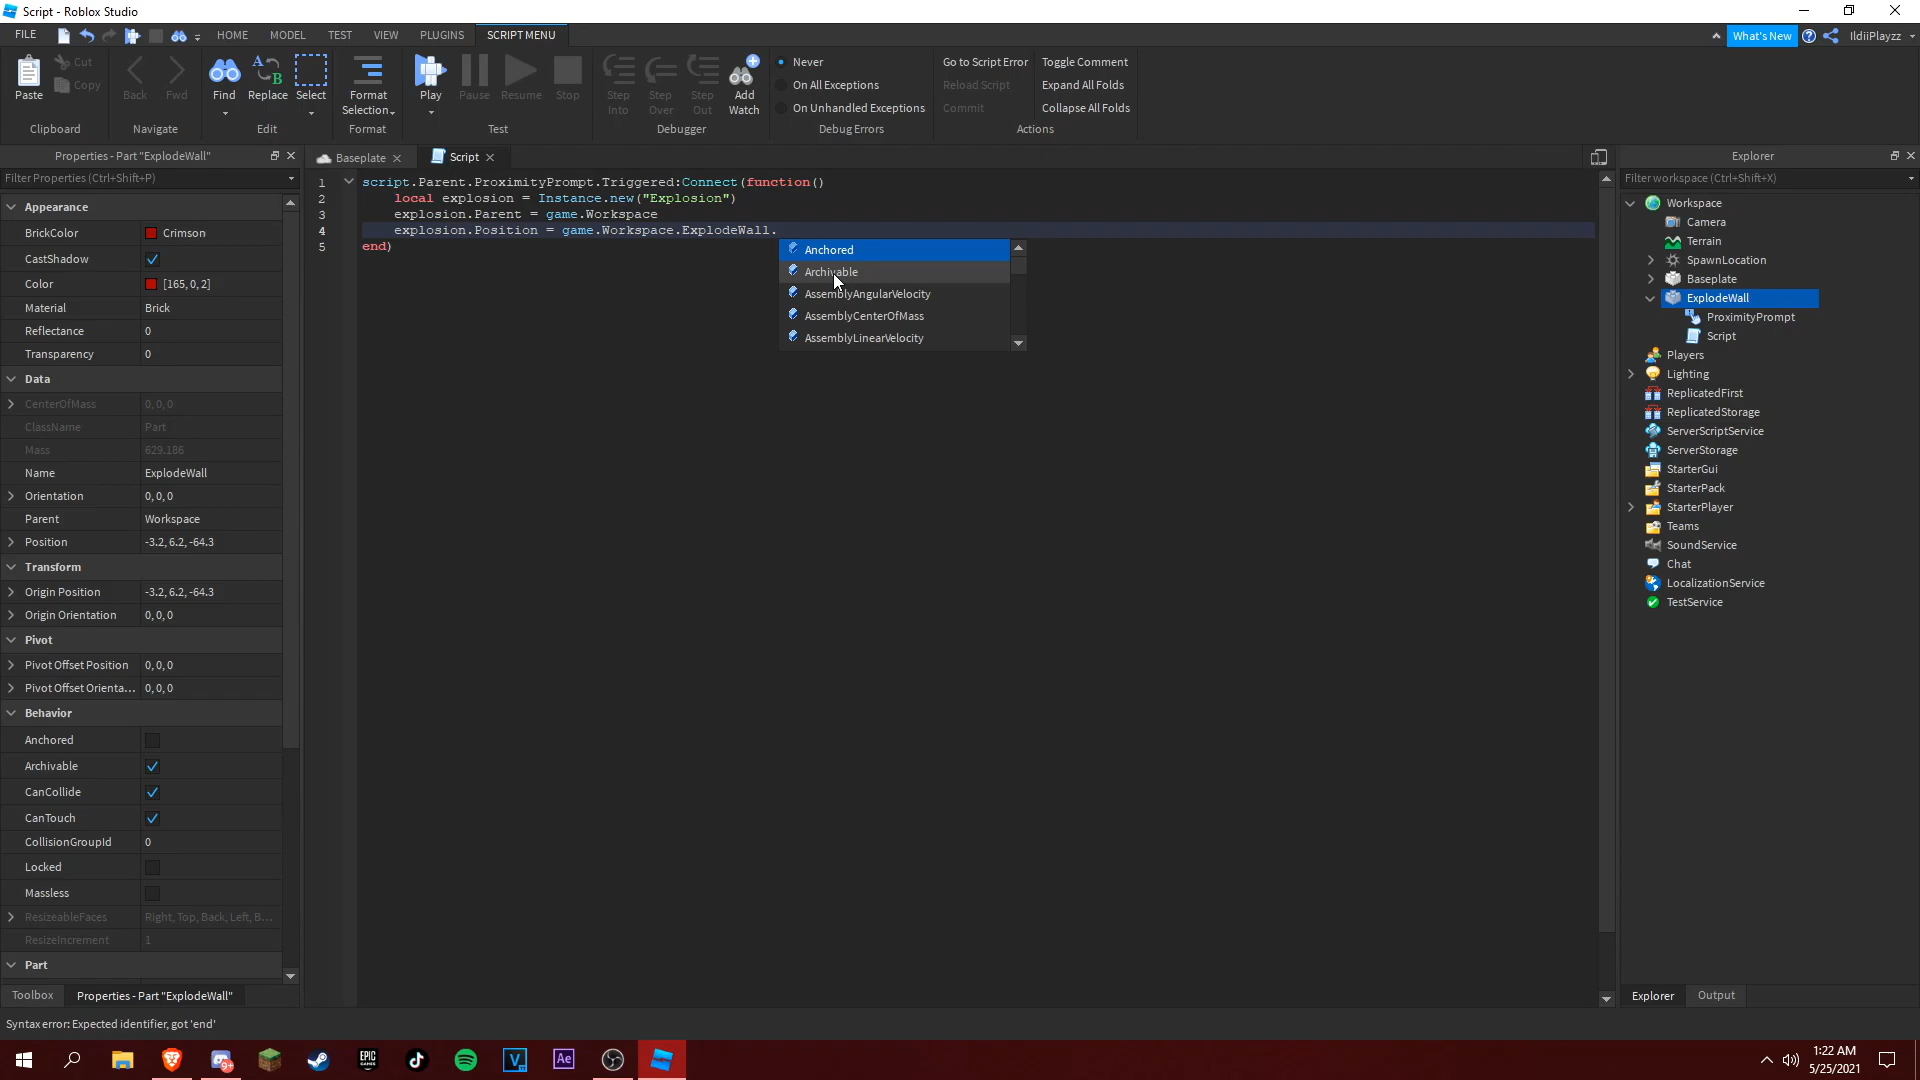 Script - Roblox Studio
FILE
HOME
MODEL
TEST
VIEW
PLUGINS
SCRIPT MENU
What's New
IldiiPlayzz
Paste
Cut
Copy
Clipboard
Back
Fwd
Navigate
Find
Replace
Select
Edit
Format
Selection
Format
Play
Pause
Resume
Stop
Test
Step
Into
Step
Over
Step
Out
Add
Watch
Debugger
Never
On All Exceptions
On Unhandled Exceptions
Debug Errors
Go to Script Error
Reload Script
Commit
Toggle Comment
Expand All Folds
Collapse All Folds
Actions
Properties - Part "ExplodeWall"
Filter Properties (Ctrl+Shift+P)
Appearance
BrickColor Crimson
CastShadow
Color [165, 0, 2]
Material Brick
Reflectance 0
Transparency 0
Data
CenterOfMass 0, 0, 0
ClassName Part
Mass 629.186
Name ExplodeWall
Orientation 0, 0, 0
Parent Workspace
Position -3.2, 6.2, -64.3
Transform
Origin Position -3.2, 6.2, -64.3
Origin Orientation 0, 0, 0
Pivot
Pivot Offset Position 0, 0, 0
Pivot Offset Orienta... 0, 0, 0
Behavior
Anchored
Archivable
CanCollide
CanTouch
CollisionGroupId 0
Locked
Massless
ResizeableFaces Right, Top, Back, Left, B...
ResizeIncrement 1
Part
Toolbox
Properties - Part "ExplodeWall"
Baseplate
Script
1 script.Parent.ProximityPrompt.Triggered:Connect(function()
2 local explosion = Instance.new("Explosion")
3 explosion.Parent = game.Workspace
4 explosion.Position = game.Workspace.ExplodeWall.
5 end)
Anchored
Archivable
AssemblyAngularVelocity
AssemblyCenterOfMass
AssemblyLinearVelocity
Explorer
Filter workspace (Ctrl+Shift+X)
Workspace
Camera
Terrain
SpawnLocation
Baseplate
ExplodeWall
ProximityPrompt
Script
Players
Lighting
ReplicatedFirst
ReplicatedStorage
ServerScriptService
ServerStorage
StarterGui
StarterPack
StarterPlayer
Teams
SoundService
Chat
LocalizationService
TestService
Explorer
Output
Syntax error: Expected identifier, got 'end'
9+
EPIC
GAMES
V
Ae
1:22 AM
5/25/2021